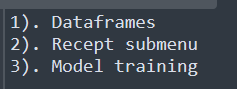 1). Dataframes
2). Recept submenu
3). Model training